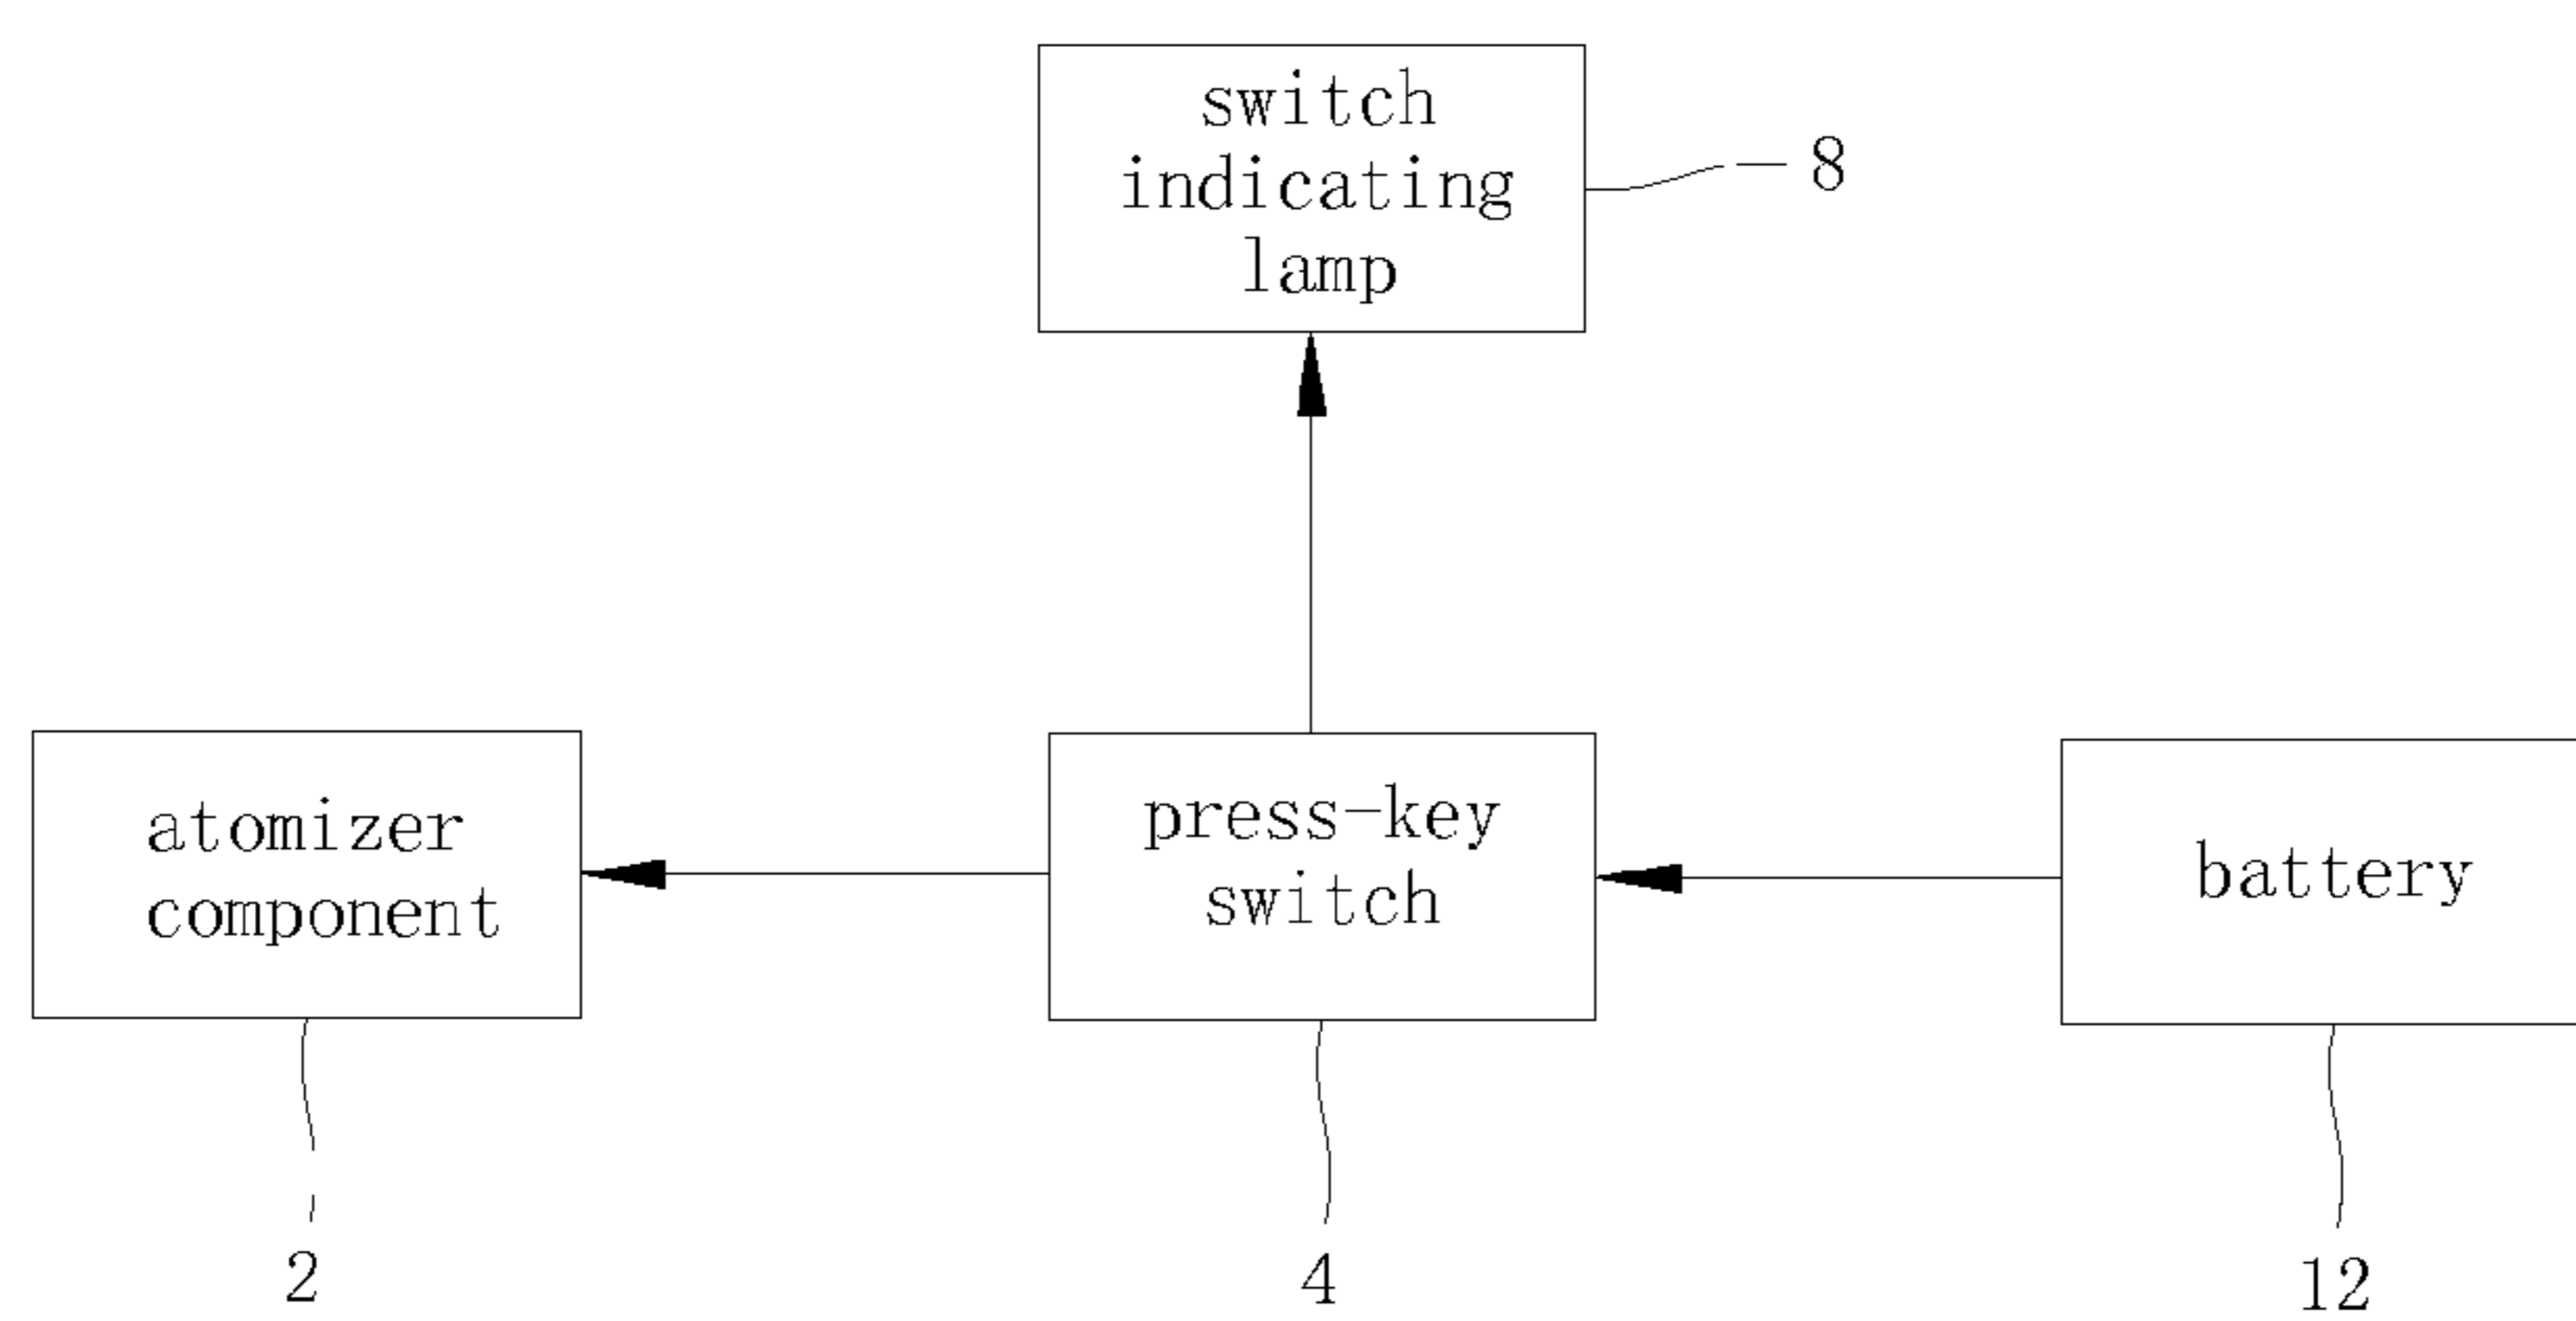 switch
indicating
lamp
8
atomizer
component
press-key
switch
battery
2
4
12